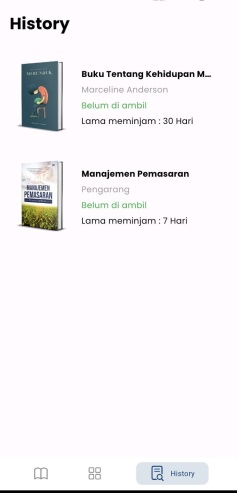 History
Buku Tentang Kehidupan M...
Marceline Anderson
Belum di ambil
Lama meminjam : 30 Hari
MANAJEMEN
PEMASARAN
Manajemen Pemasaran
Pengarang
Belum di ambil
Lama meminjam : 7 Hari
History